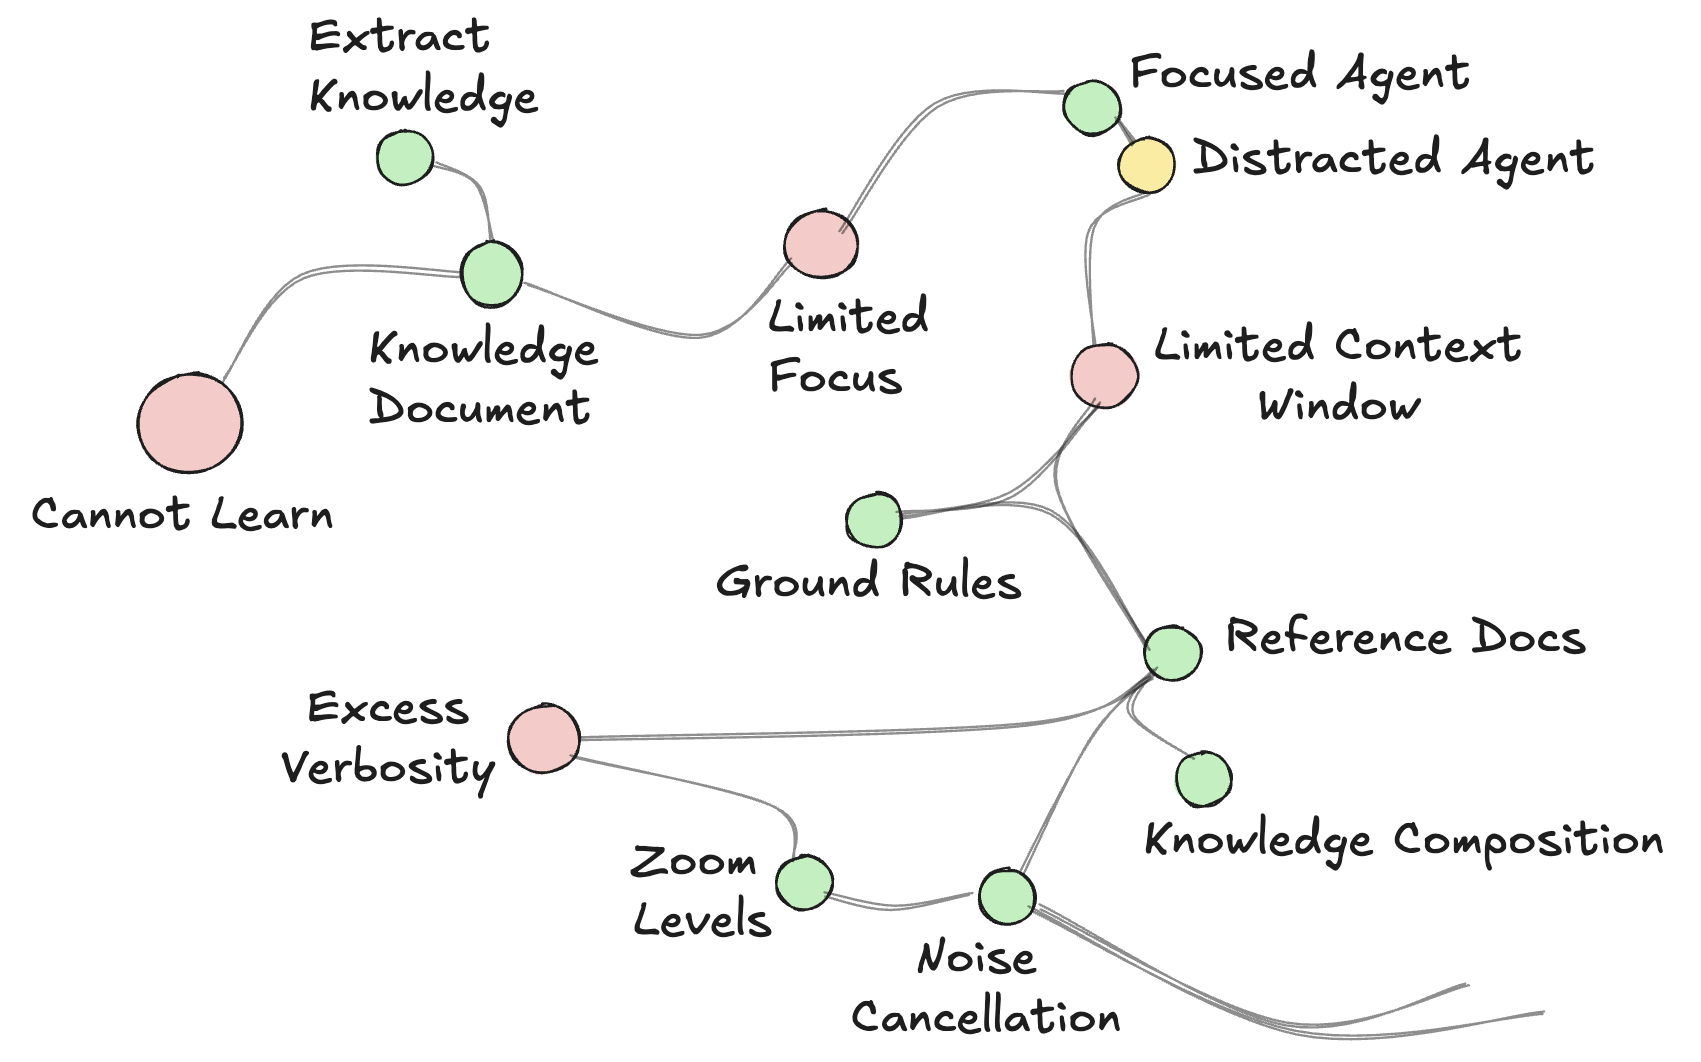 Extract
Knowledge
Focused Agent
Distracted Agent
Limited
Focus
Knowledge
Document
Limited Context
Window
Cannot Learn
Ground Rules
Reference Docs
Excess
Verbosity
Knowledge Composition
Zoom
Levels
Noise
Cancellation